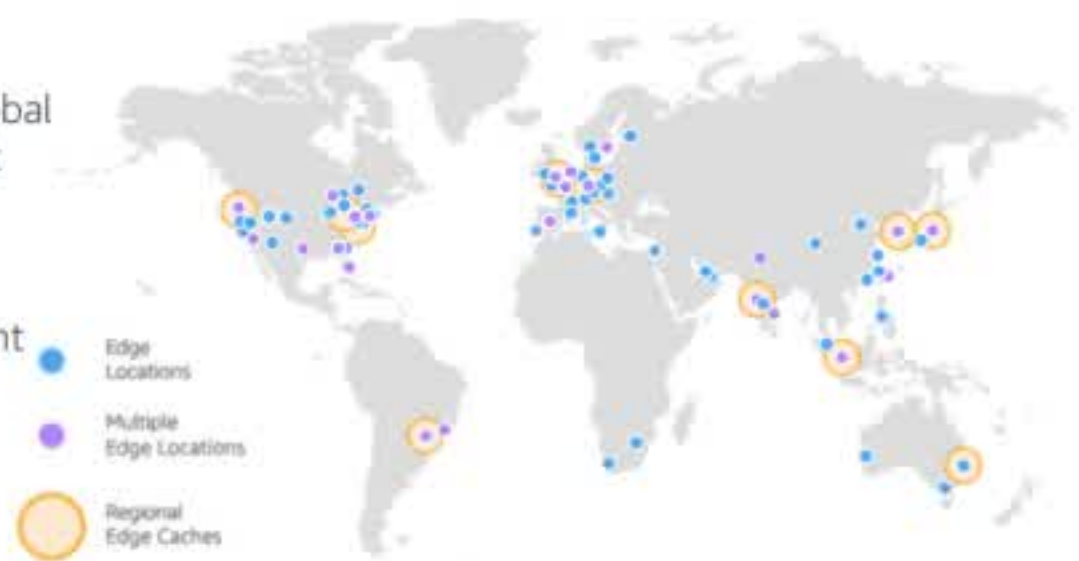 bal
nt
Edge
Locations
Multiple
Edge Locations
Regional
Edge Caches